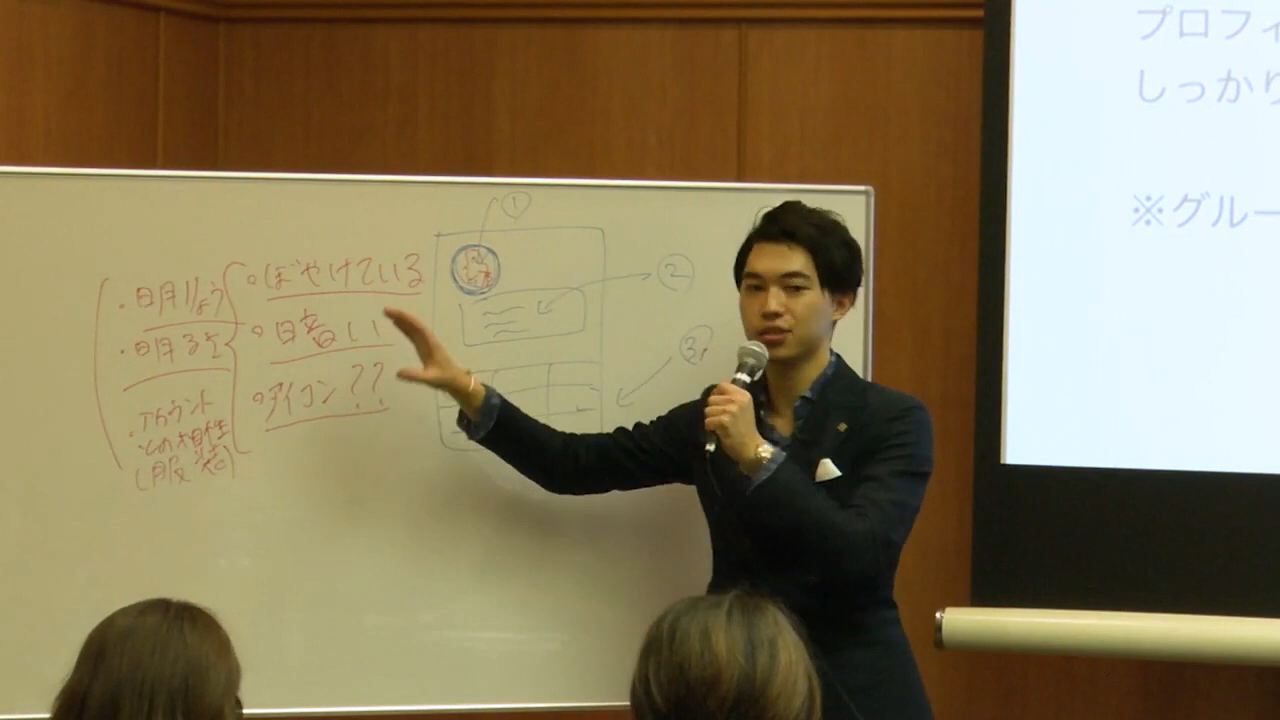 ・明りょう
・明るさ
アカウント
・との相性
(服装)
○ぼやけている
○暗い
○アイコン??
①
②
③
プロフィ
しっかり
※グルー